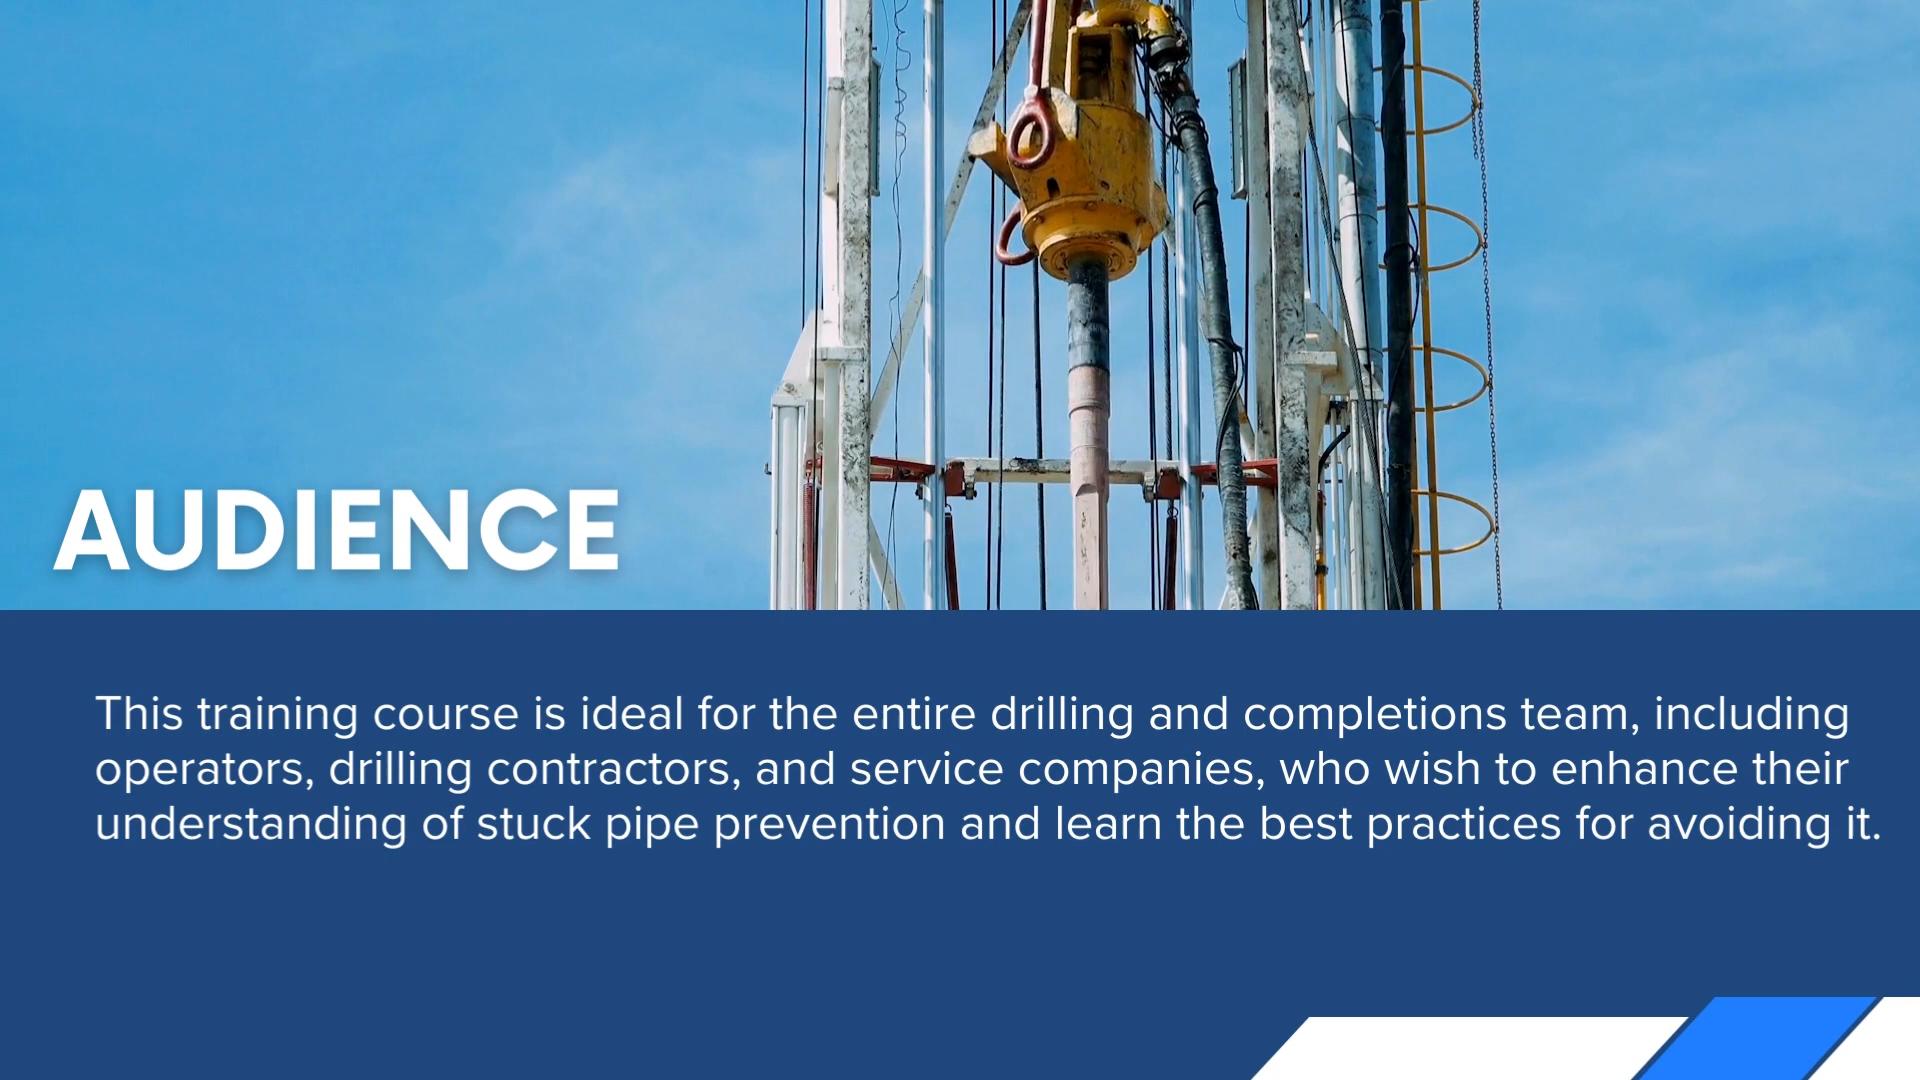 AUDIENCE
This training course is ideal for the entire drilling and completions team, including
operators, drilling contractors, and service companies, who wish to enhance their
understanding of stuck pipe prevention and learn the best practices for avoiding it.